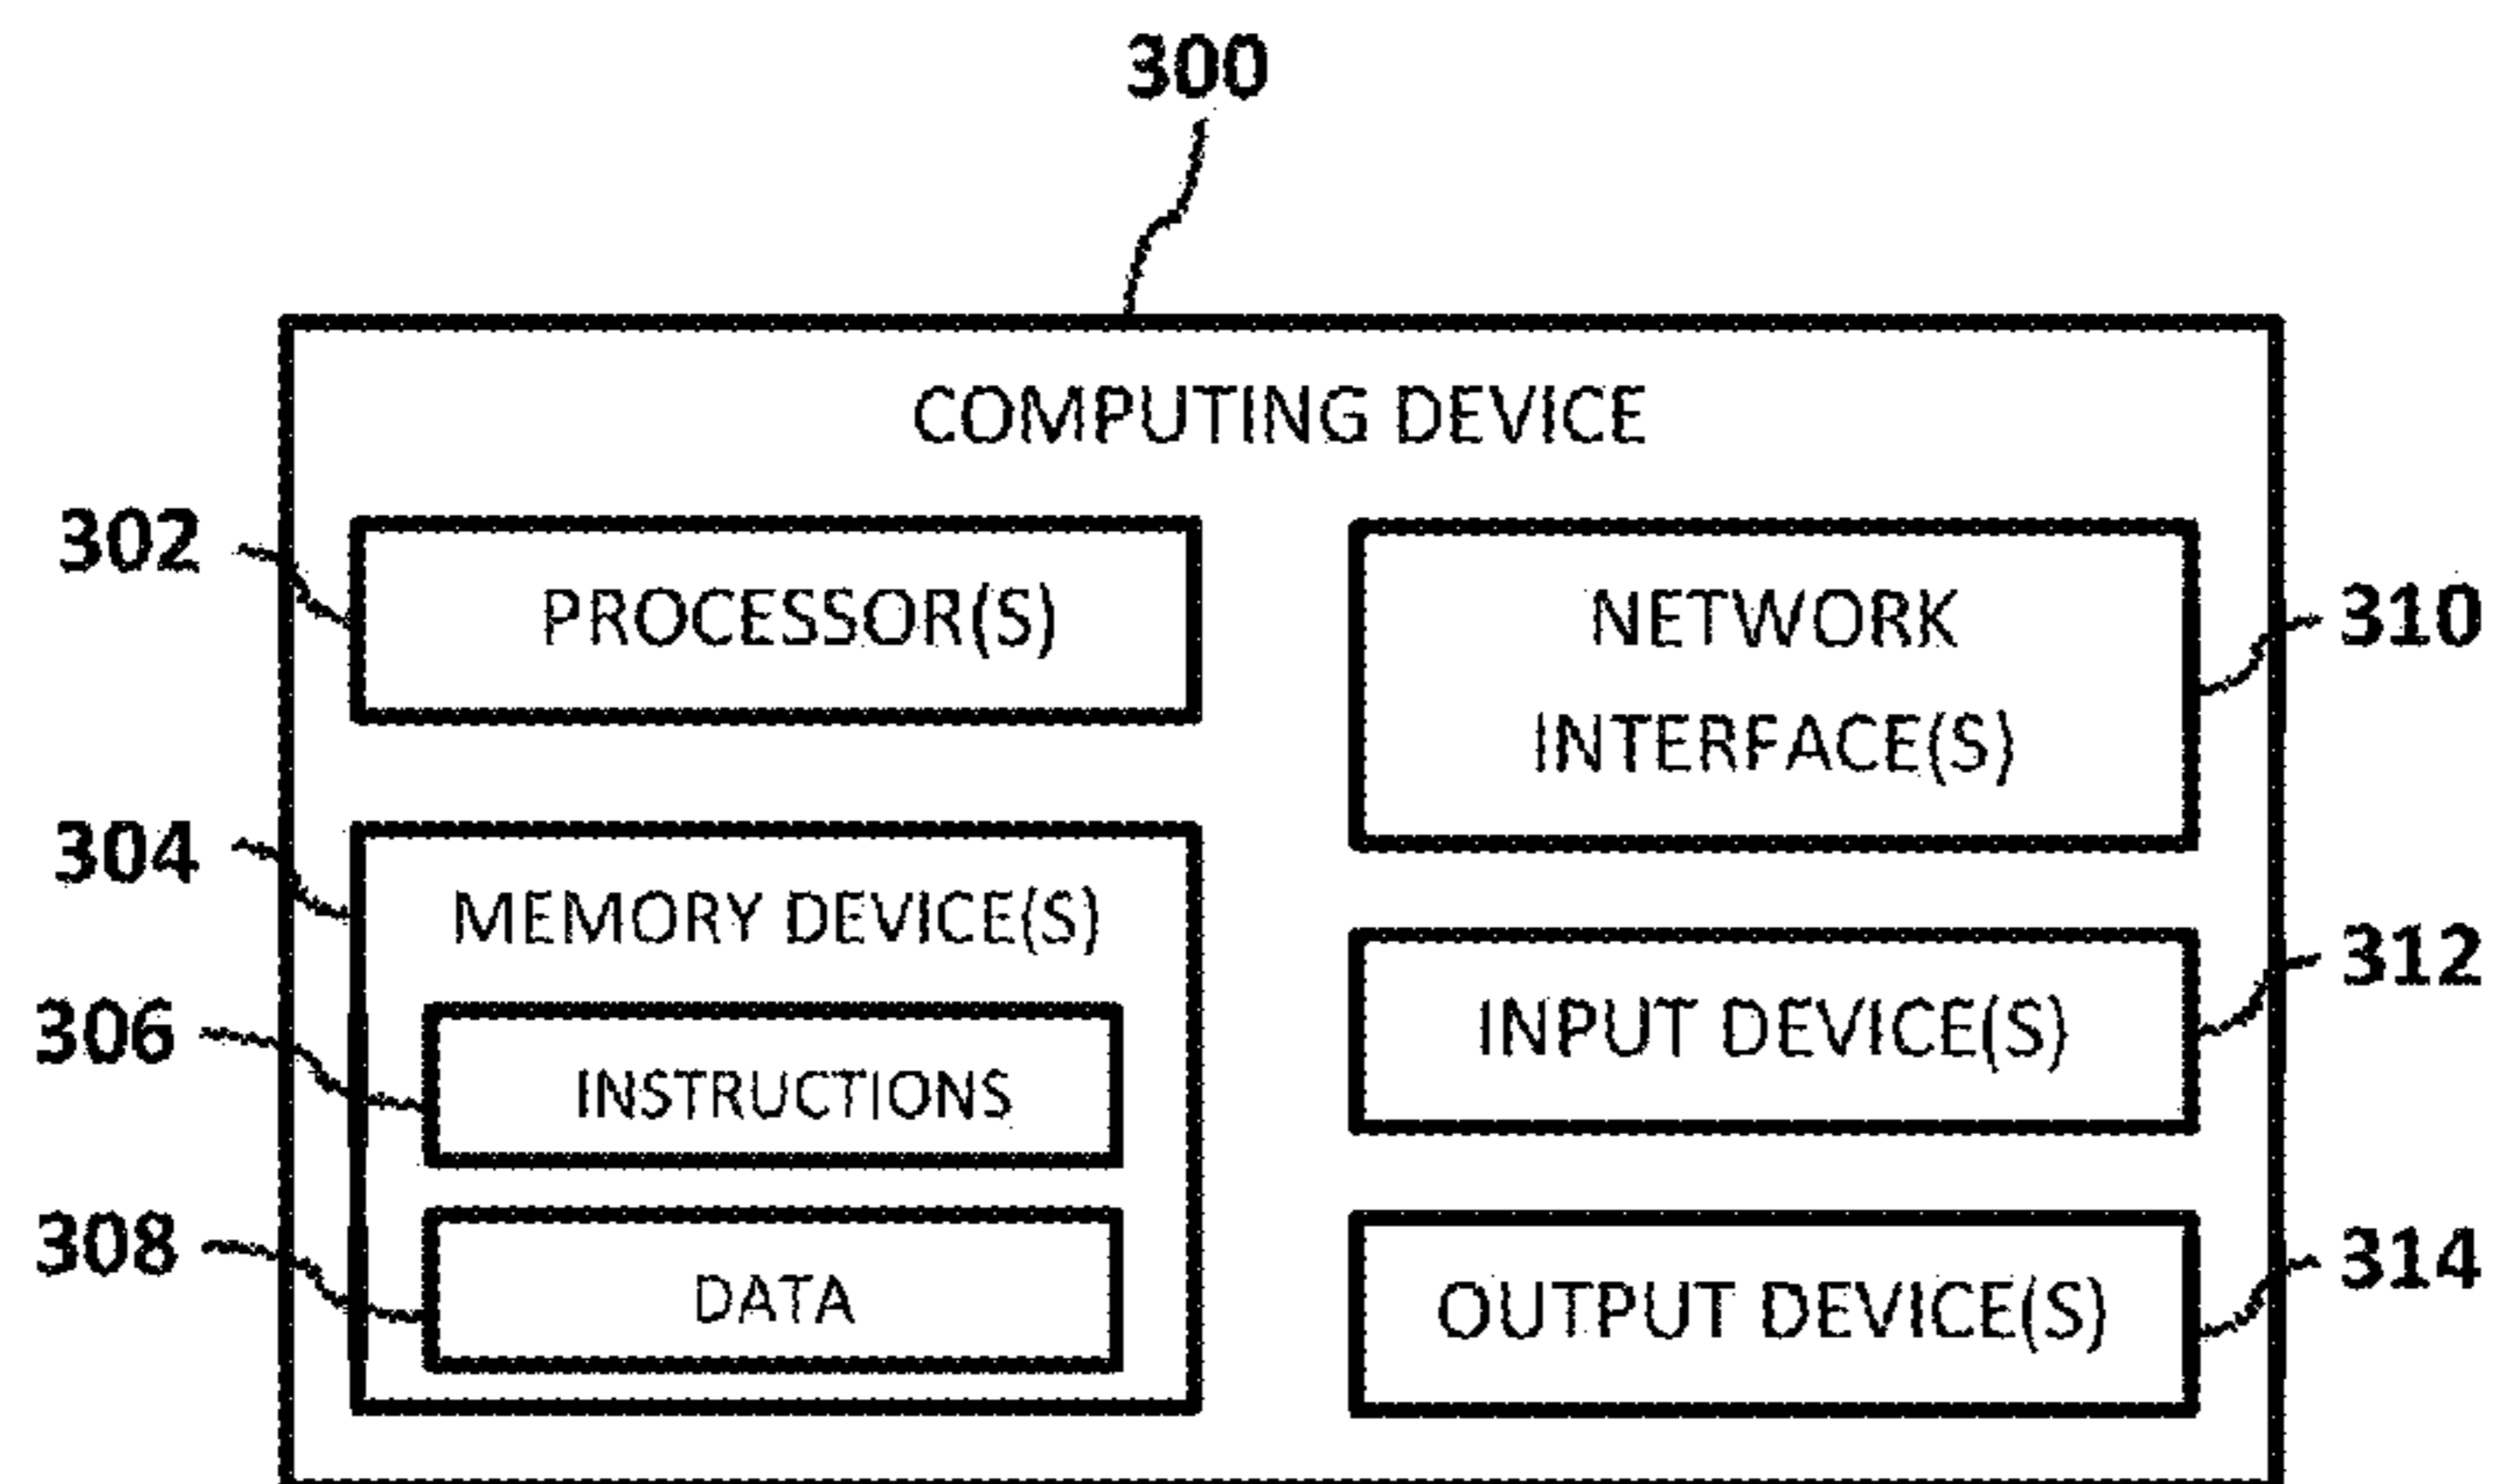 300
COMPUTING DEVICE
302
PROCESSOR(S)
304
MEMORY DEVICE(S)
306
INSTRUCTIONS
308
DATA
NETWORK
INTERFACE(S)
310
INPUT DEVICE(S)
312
OUTPUT DEVICE(S)
314